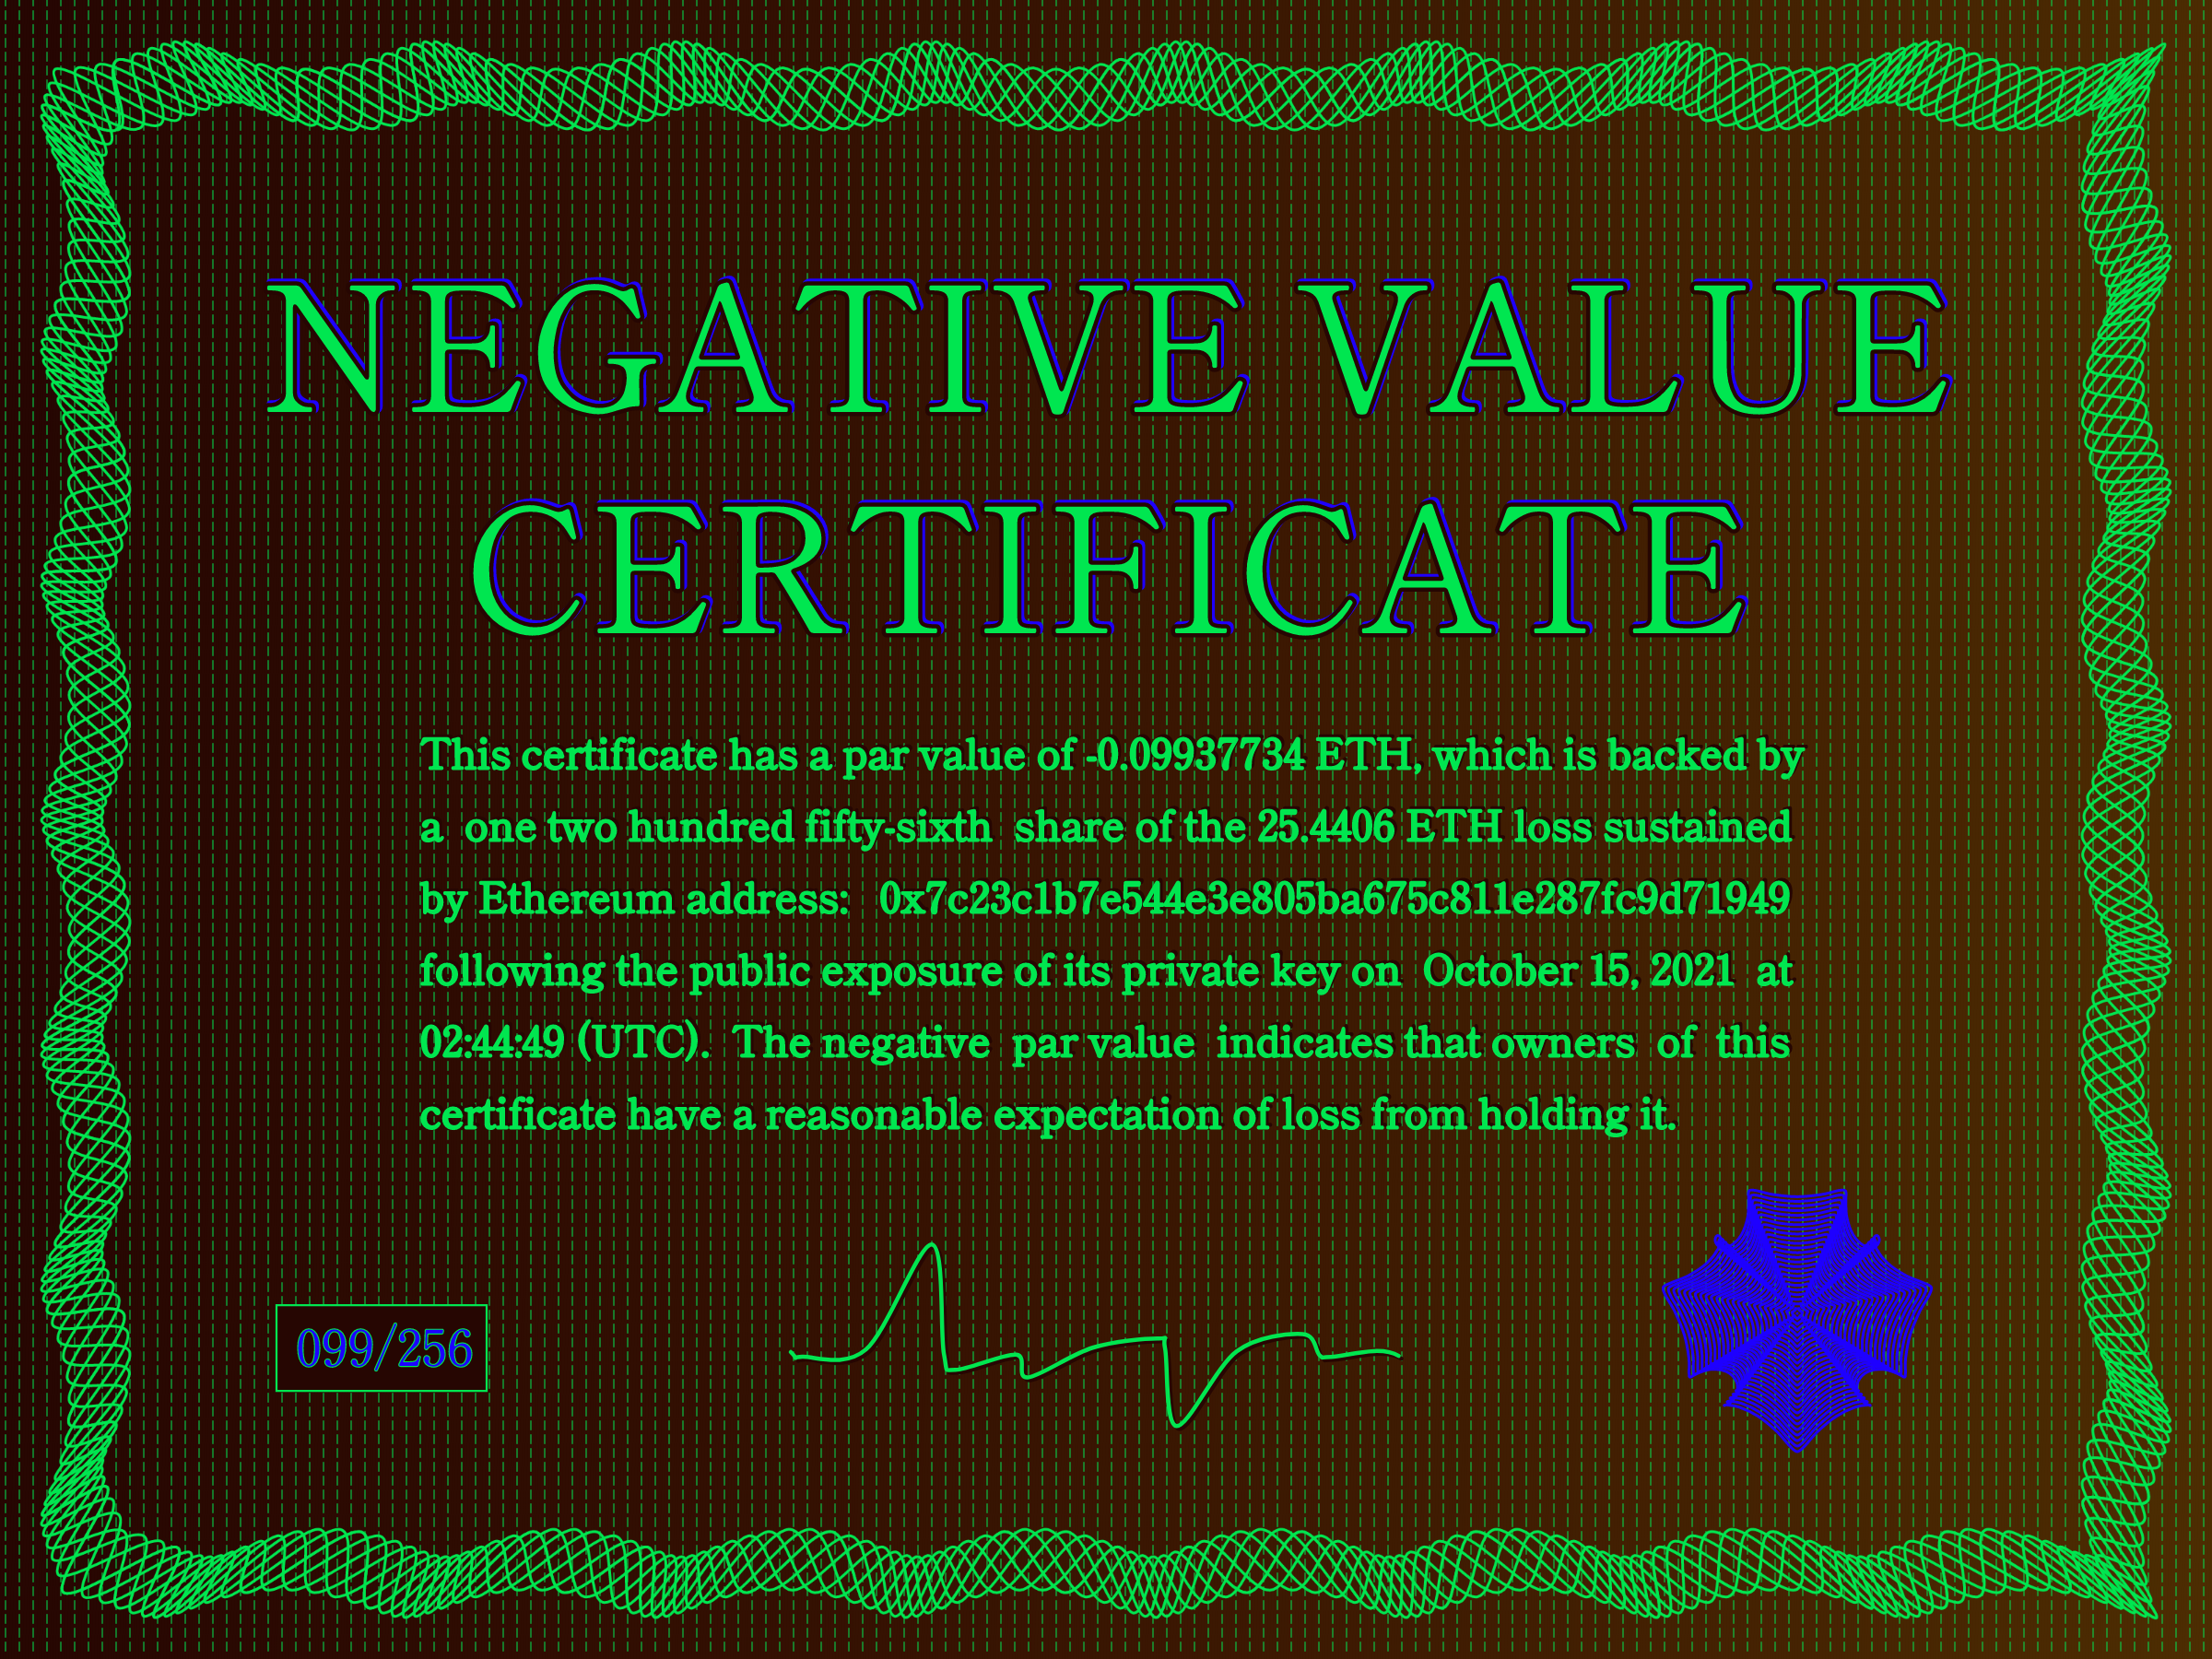 NEGATIVE VALUE
CERTIFICATE
This certificate has a par value of -0.09937734 ETH, which is backed by
a one two hundred fifty-sixth share of the 25.4406 ETH loss sustained
by Ethereum address: 0x7c23c1b7e544e3e805ba675c811e287fc9d71949
following the public exposure of its private key on October 15, 2021 at
02:44:49 (UTC). The negative par value indicates that owners of this
certificate have a reasonable expectation of loss from holding it.
099/256